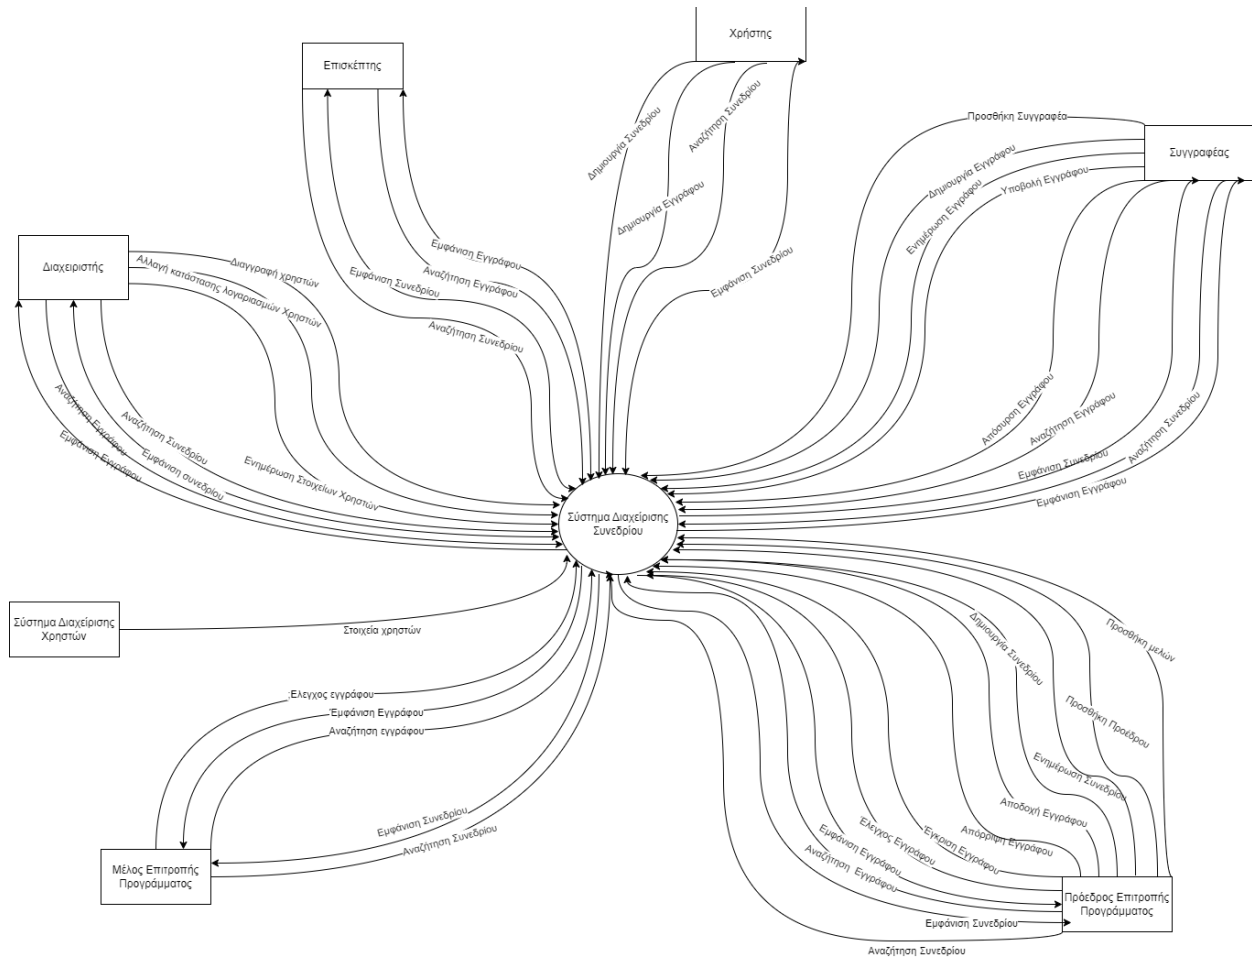 Χρήστης
Επισκέπτης
Προσθήκη Συγγραφέα
Συγγραφέας
Δημιουργία Συνεδρίου
Αναζήτηση Συνεδρίου
Δημιουργία Εγγράφου
Ενημέρωση Εγγράφου
Υποβολή Εγγράφου
Δημιουργία Εγγράφου
Εμφάνιση Συνεδρίου
Διαχειριστής
Αλλαγή κατάστασης λογαριασμών Χρηστών
Διαγγραφή χρηστών
Εμφάνιση Εγγράφου
Αναζήτηση Εγγράφου
Εμφάνιση Συνεδρίου
Αναζήτηση Συνεδρίου
Αναζήτηση Εγγράφου
Εμφάνιση Εγγράφου
Αναζήτηση Συνεδρίου
Εμφάνιση συνεδρίου
Ενημέρωση Στοιχείων Χρηστών
Απόσυρση Εγγράφου
Αναζήτηση Εγγράφου
Εμφάνιση Συνεδρίου
Αναζήτηση Συνεδρίου
Εμφάνιση Εγγράφου
Σύστημα Διαχείρισης
Συνεδρίου
Σύστημα Διαχείρισης
Χρηστών
Στοιχεία χρηστών
Έλεγχος εγγράφου
Έμφάνιση Εγγράφου
Αναζήτηση εγγράφου
Εμφάνιση Συνεδρίου
Αναζήτηση Συνεδρίου
Μέλος Επιτροπής
Προγράμματος
Προσθήκη μελών
Προσθήκη Προέδρου
Δημιουργία Συνεδρίου
Ενημέρωση Συνεδρίου
Αποδοχή Εγγράφου
Απόρριψη Εγγράφου
Έγκριση Εγγράφου
Έλεγχος Εγγράφου
Εμφάνιση Εγγράφου
Αναζήτηση Εγγράφου
Πρόεδρος Επιτροπής
Προγράμματος
Εμφάνιση Συνεδρίου
Αναζήτηση Συνεδρίου